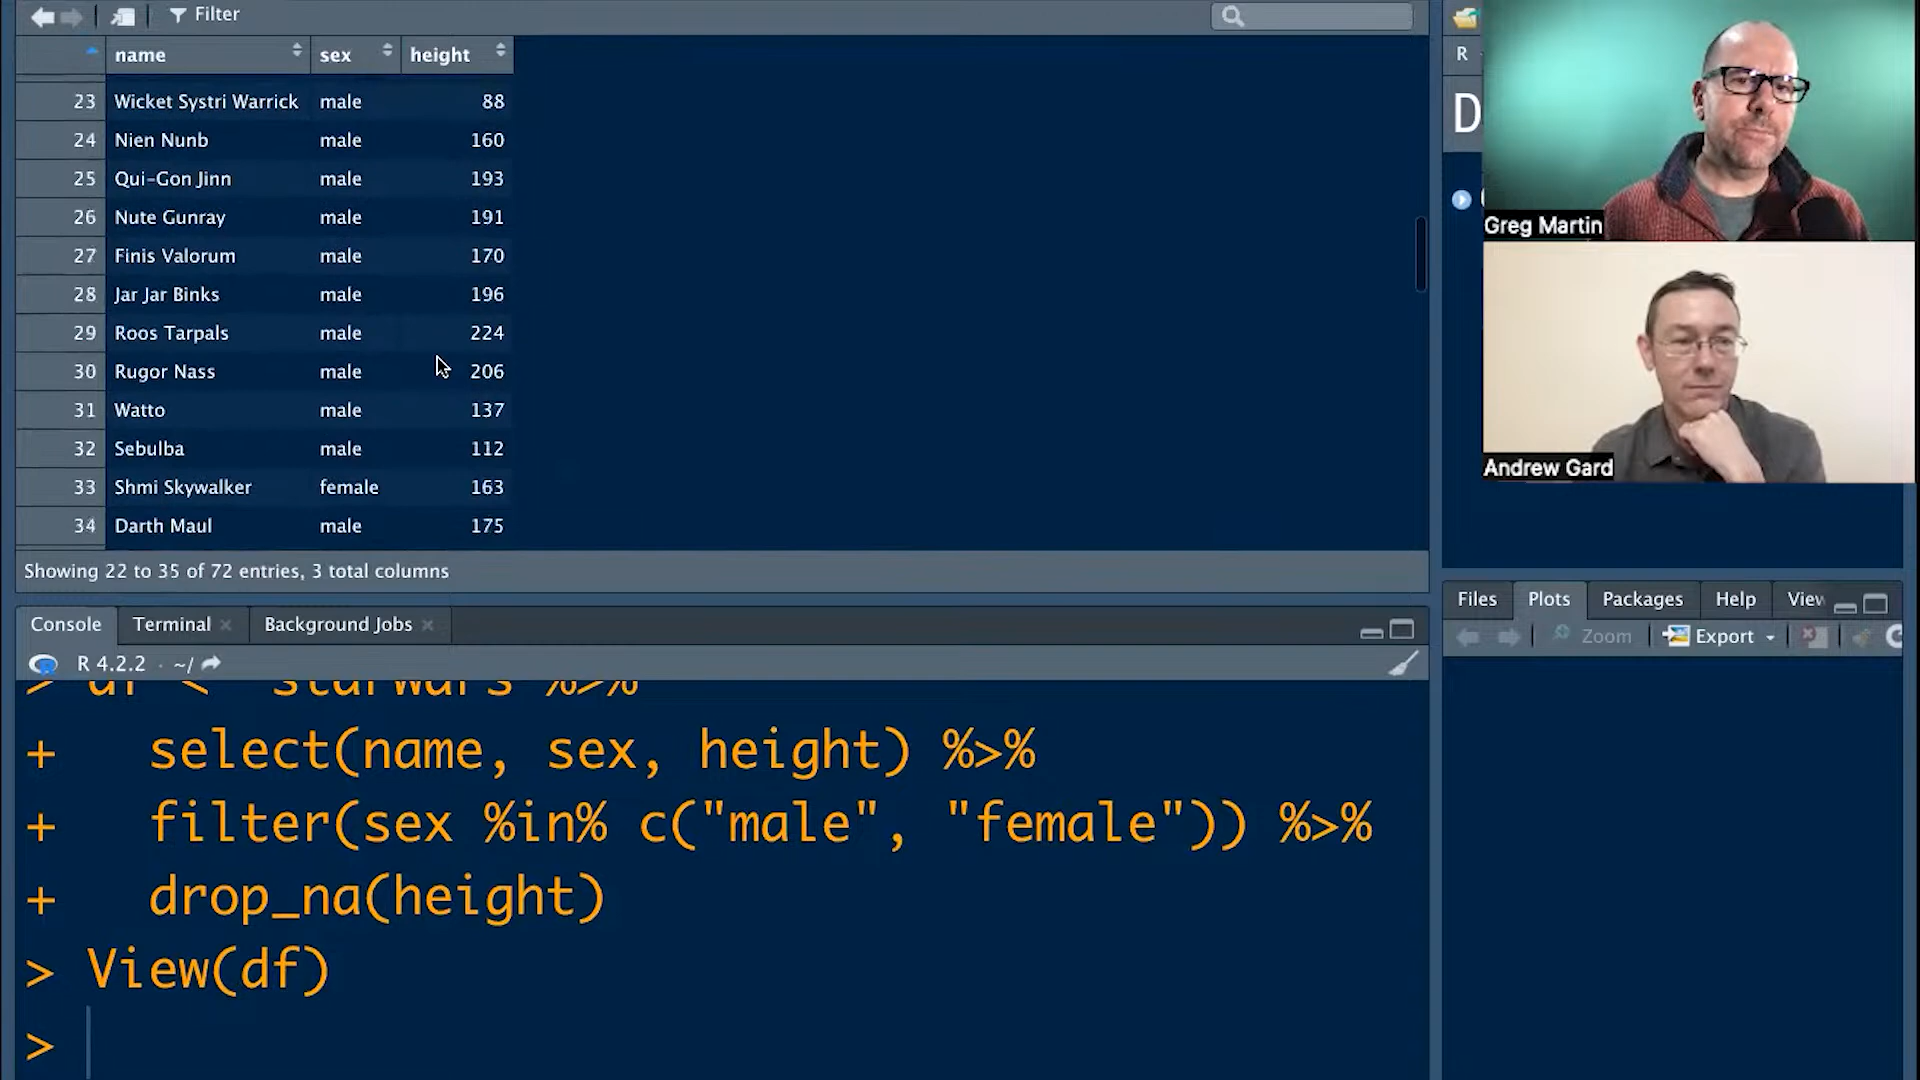 Filter
name sex height
23 Wicket Systri Warrick male 88
24 Nien Nunb male 160
25 Qui-Gon Jinn male 193
26 Nute Gunray male 191
27 Finis Valorum male 170
28 Jar Jar Binks male 196
29 Roos Tarpals male 224
30 Rugor Nass male 206
31 Watto male 137
32 Sebulba male 112
33 Shmi Skywalker female 163
34 Darth Maul male 175
Showing 22 to 35 of 72 entries, 3 total columns
Console Terminal Background Jobs
R 4.2.2 · ~/
> df <- starwars %>%
+ select(name, sex, height) %>%
+ filter(sex %in% c("male", "female")) %>%
+ drop_na(height)
> View(df)
>
R
D
Greg Martin
Andrew Gard
Files Plots Packages Help View
Zoom Export